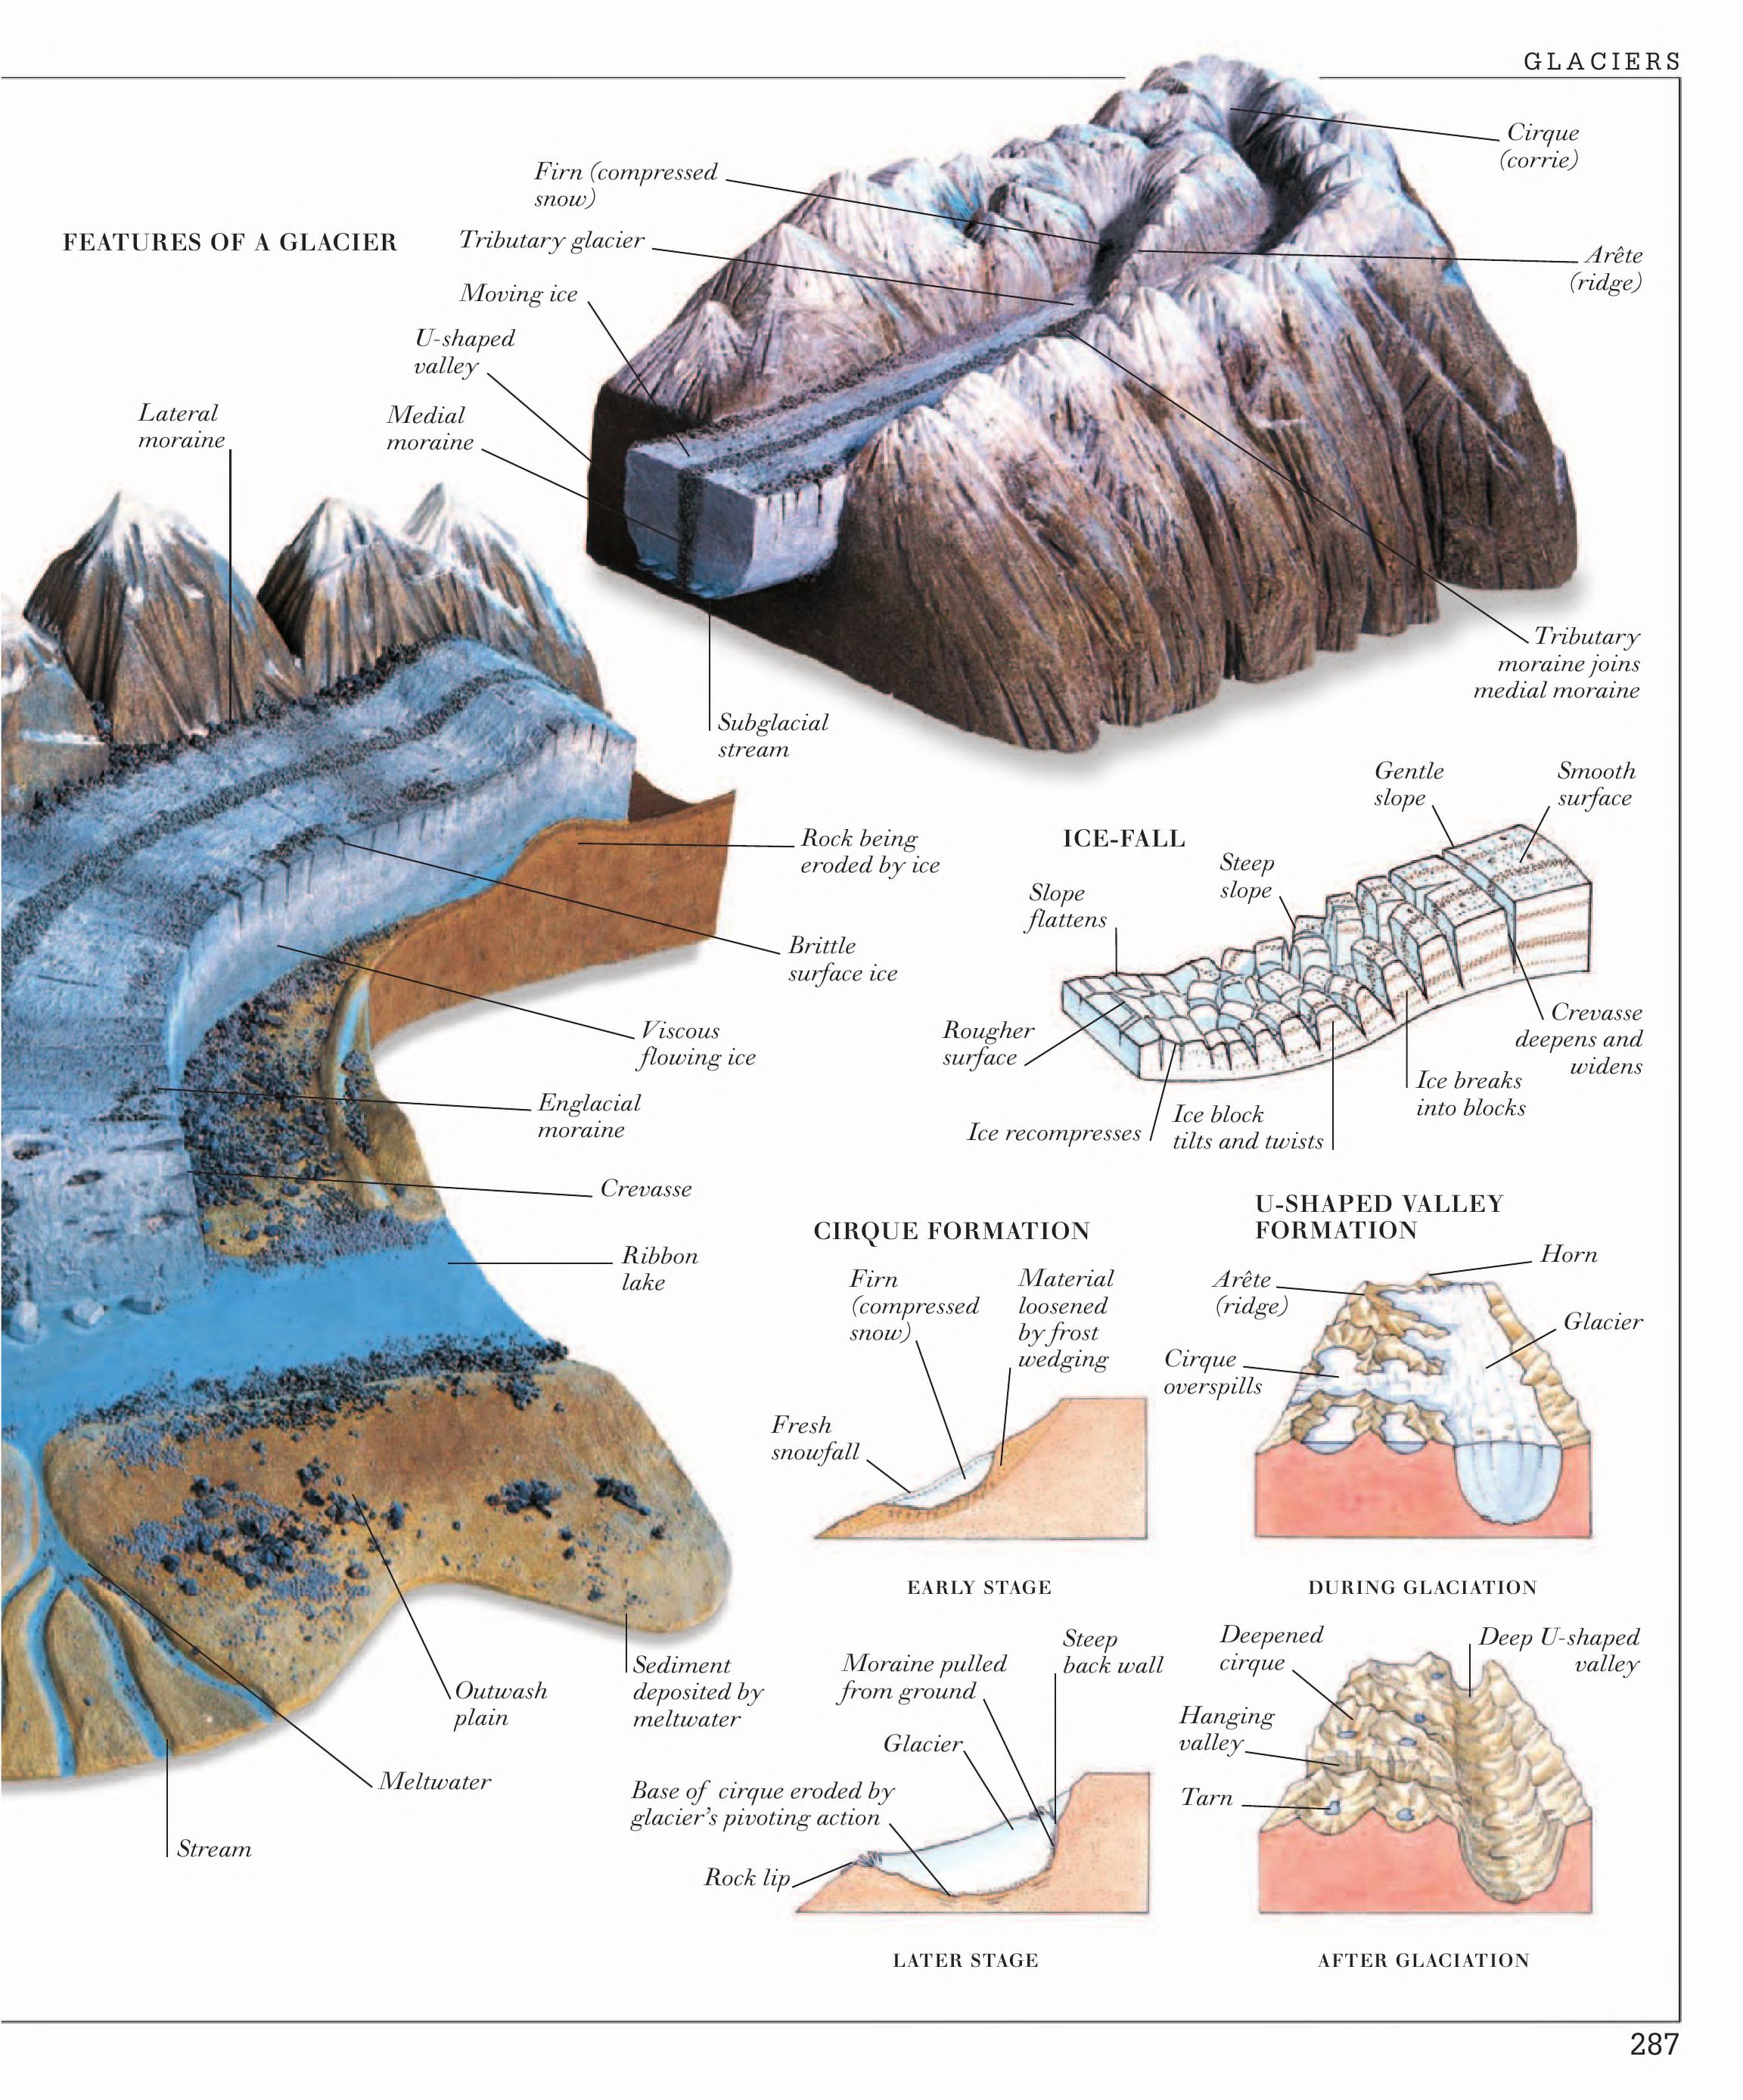 GLACIERS
Cirque
(corrie)
Firn (compressed
snow)
FEATURES OF A GLACIER
Tributary glacier
Arête
(ridge)
Moving ice
U-shaped
valley
Lateral
moraine
Medial
moraine
Tributary
moraine joins
medial moraine
Subglacial
stream
Rock being
eroded by ice
Brittle
surface ice
Viscous
flowing ice
Englacial
moraine
Crevasse
Ribbon
lake
Outwash
plain
Sediment
deposited by
meltwater
Meltwater
Stream
ICE-FALL
Gentle
slope
Smooth
surface
Steep
slope
Slope
flattens
Rougher
surface
Crevasse
deepens and
widens
Ice breaks
into blocks
Ice block
tilts and twists
Ice recompresses
CIRQUE FORMATION
Firn
(compressed
snow)
Material
loosened
by frost
wedging
Fresh
snowfall
EARLY STAGE
Steep
back wall
Moraine pulled
from ground
Glacier
Base of cirque eroded by
glacier's pivoting action
Rock lip
LATER STAGE
U-SHAPED VALLEY
FORMATION
Horn
Arête
(ridge)
Glacier
Cirque
overspills
DURING GLACIATION
Deepened
cirque
Deep U-shaped
valley
Hanging
valley
Tarn
AFTER GLACIATION
287